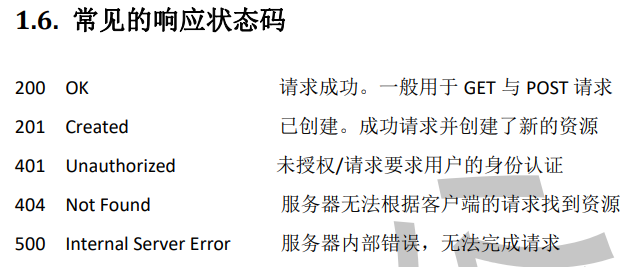 1.6. 常见的响应状态码
200 OK 请求成功。一般用于 GET 与 POST 请求
201 Created 已创建。成功请求并创建了新的资源
401 Unauthorized 未授权/请求要求用户的身份认证
404 Not Found 服务器无法根据客户端的请求找到资源
500 Internal Server Error 服务器内部错误，无法完成请求